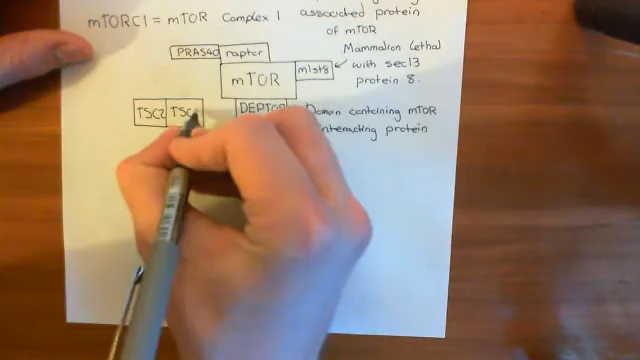 mTORC1 = mTOR Complex 1
associated protein
of mTOR
PRAS40 raptor
Mammalian Lethal
with sec13
protein 8.
mTOR
mlst8
TSC2 TSC
DEPTOR
Domain containing mTOR
interacting protein